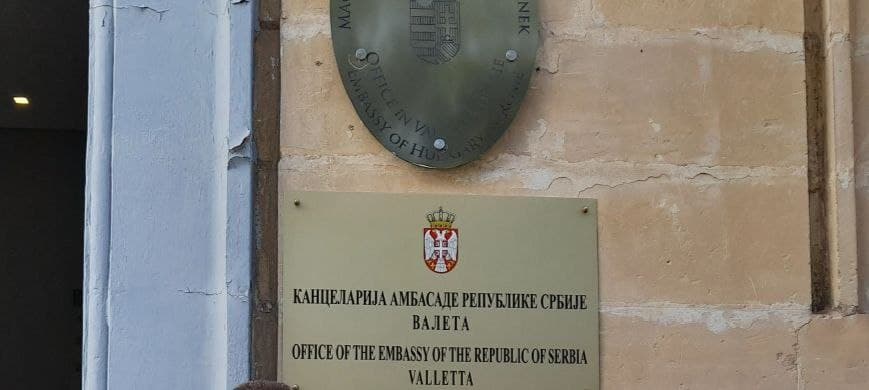 OFFICE IN
EMBASSY OF
КАНЦЕЛАРИЈА АМБАСАДЕ РЕПУБЛИКЕ СРБИЈЕ
ВАЛЕТА
OFFICE OF THE EMBASSY OF THE REPUBLIC OF SERBIA
VALLETTA